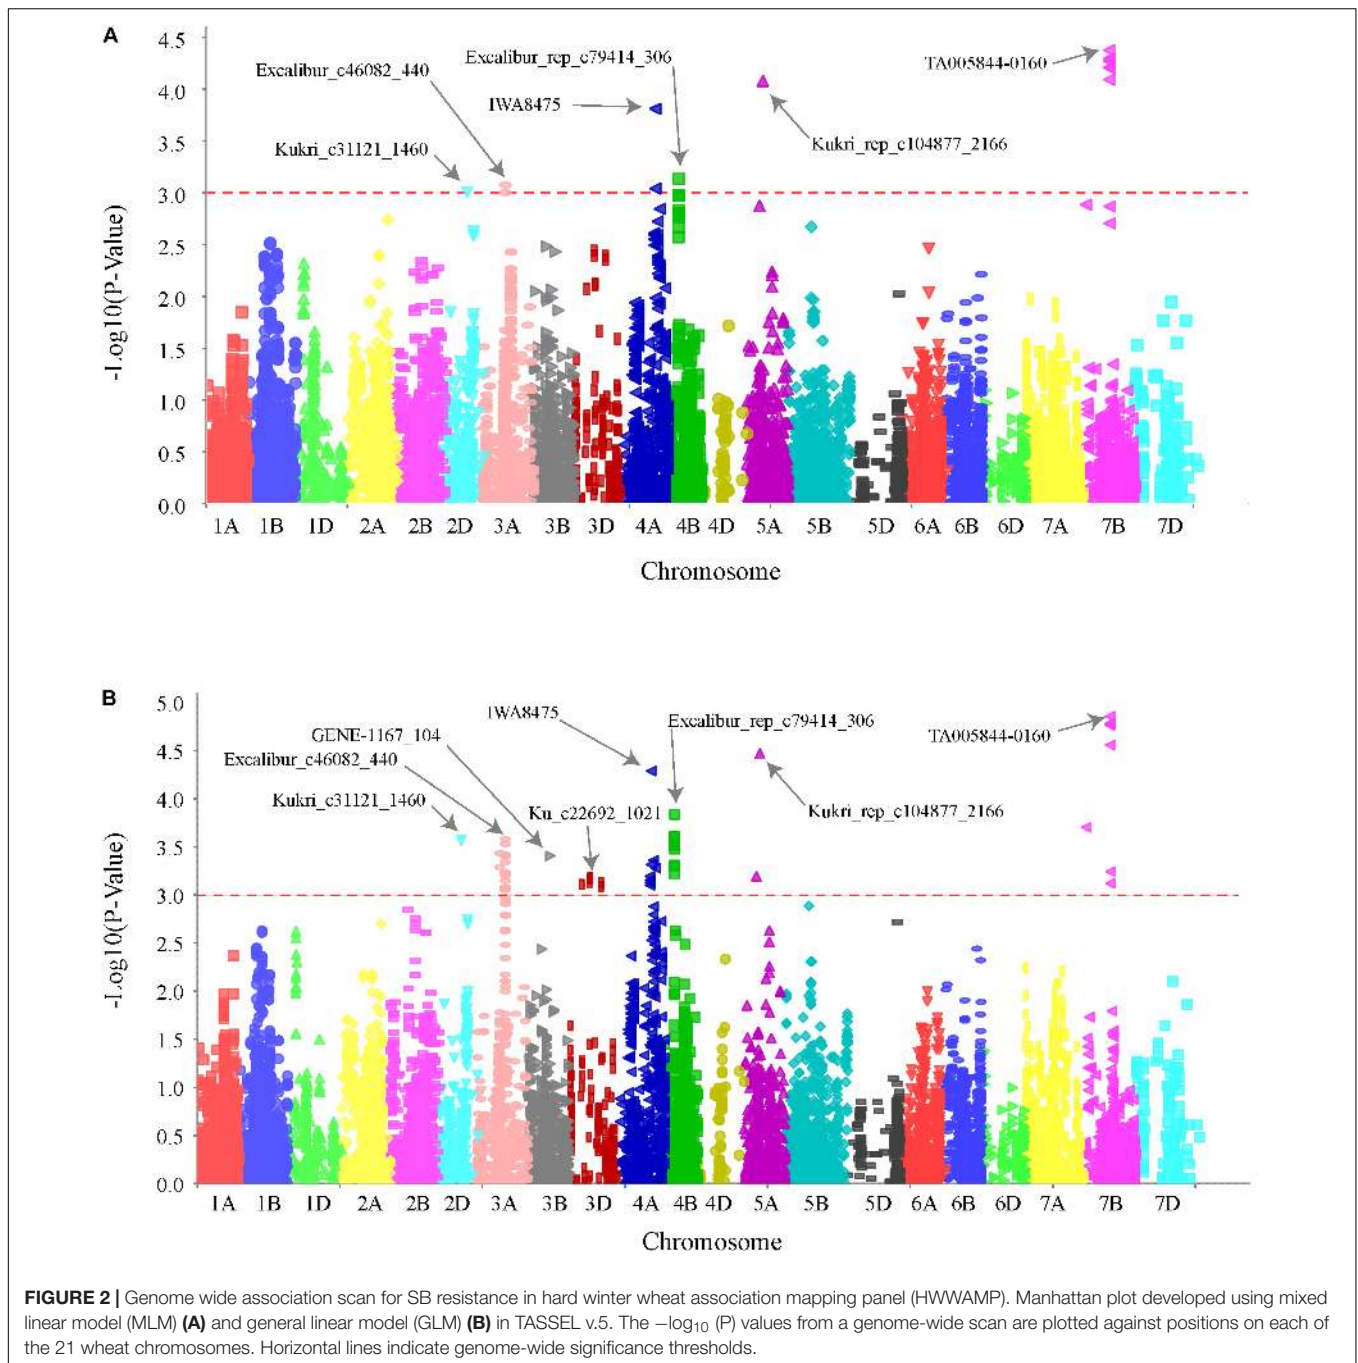 A
4.5
4.0
3.5
3.0
2.5
2.0
1.5
1.0
0.5
0.0
-Log10(P-Value)
Excalibur_c46082_440
Excalibur_rep_c79414_306
IWA8475
Kukri_c31121_1460
TA005844-0160
Kukri_rep_c104877_2166
1A 1B 1D 2A 2B 2D 3A 3B 3D 4A 4B 4D 5A 5B 5D 6A 6B 6D 7A 7B 7D
Chromosome
B
5.0
4.5
4.0
3.5
3.0
2.5
2.0
1.5
1.0
0.5
0.0
-Log10(P-Value)
IWA8475
Excalibur_rep_c79414_306
GENE-1167_104
TA005844-0160
Excalibur_c46082_440
Kukri_c31121_1460
Ku_c22692_1021
Kukri_rep_c104877_2166
1A 1B 1D 2A 2B 2D 3A 3B 3D 4A 4B 4D 5A 5B 5D 6A 6B 6D 7A 7B 7D
Chromosome
FIGURE 2 | Genome wide association scan for SB resistance in hard winter wheat association mapping panel (HWWAMP). Manhattan plot developed using mixed
linear model (MLM) (A) and general linear model (GLM) (B) in TASSEL v.5. The −log₁₀ (P) values from a genome-wide scan are plotted against positions on each of
the 21 wheat chromosomes. Horizontal lines indicate genome-wide significance thresholds.